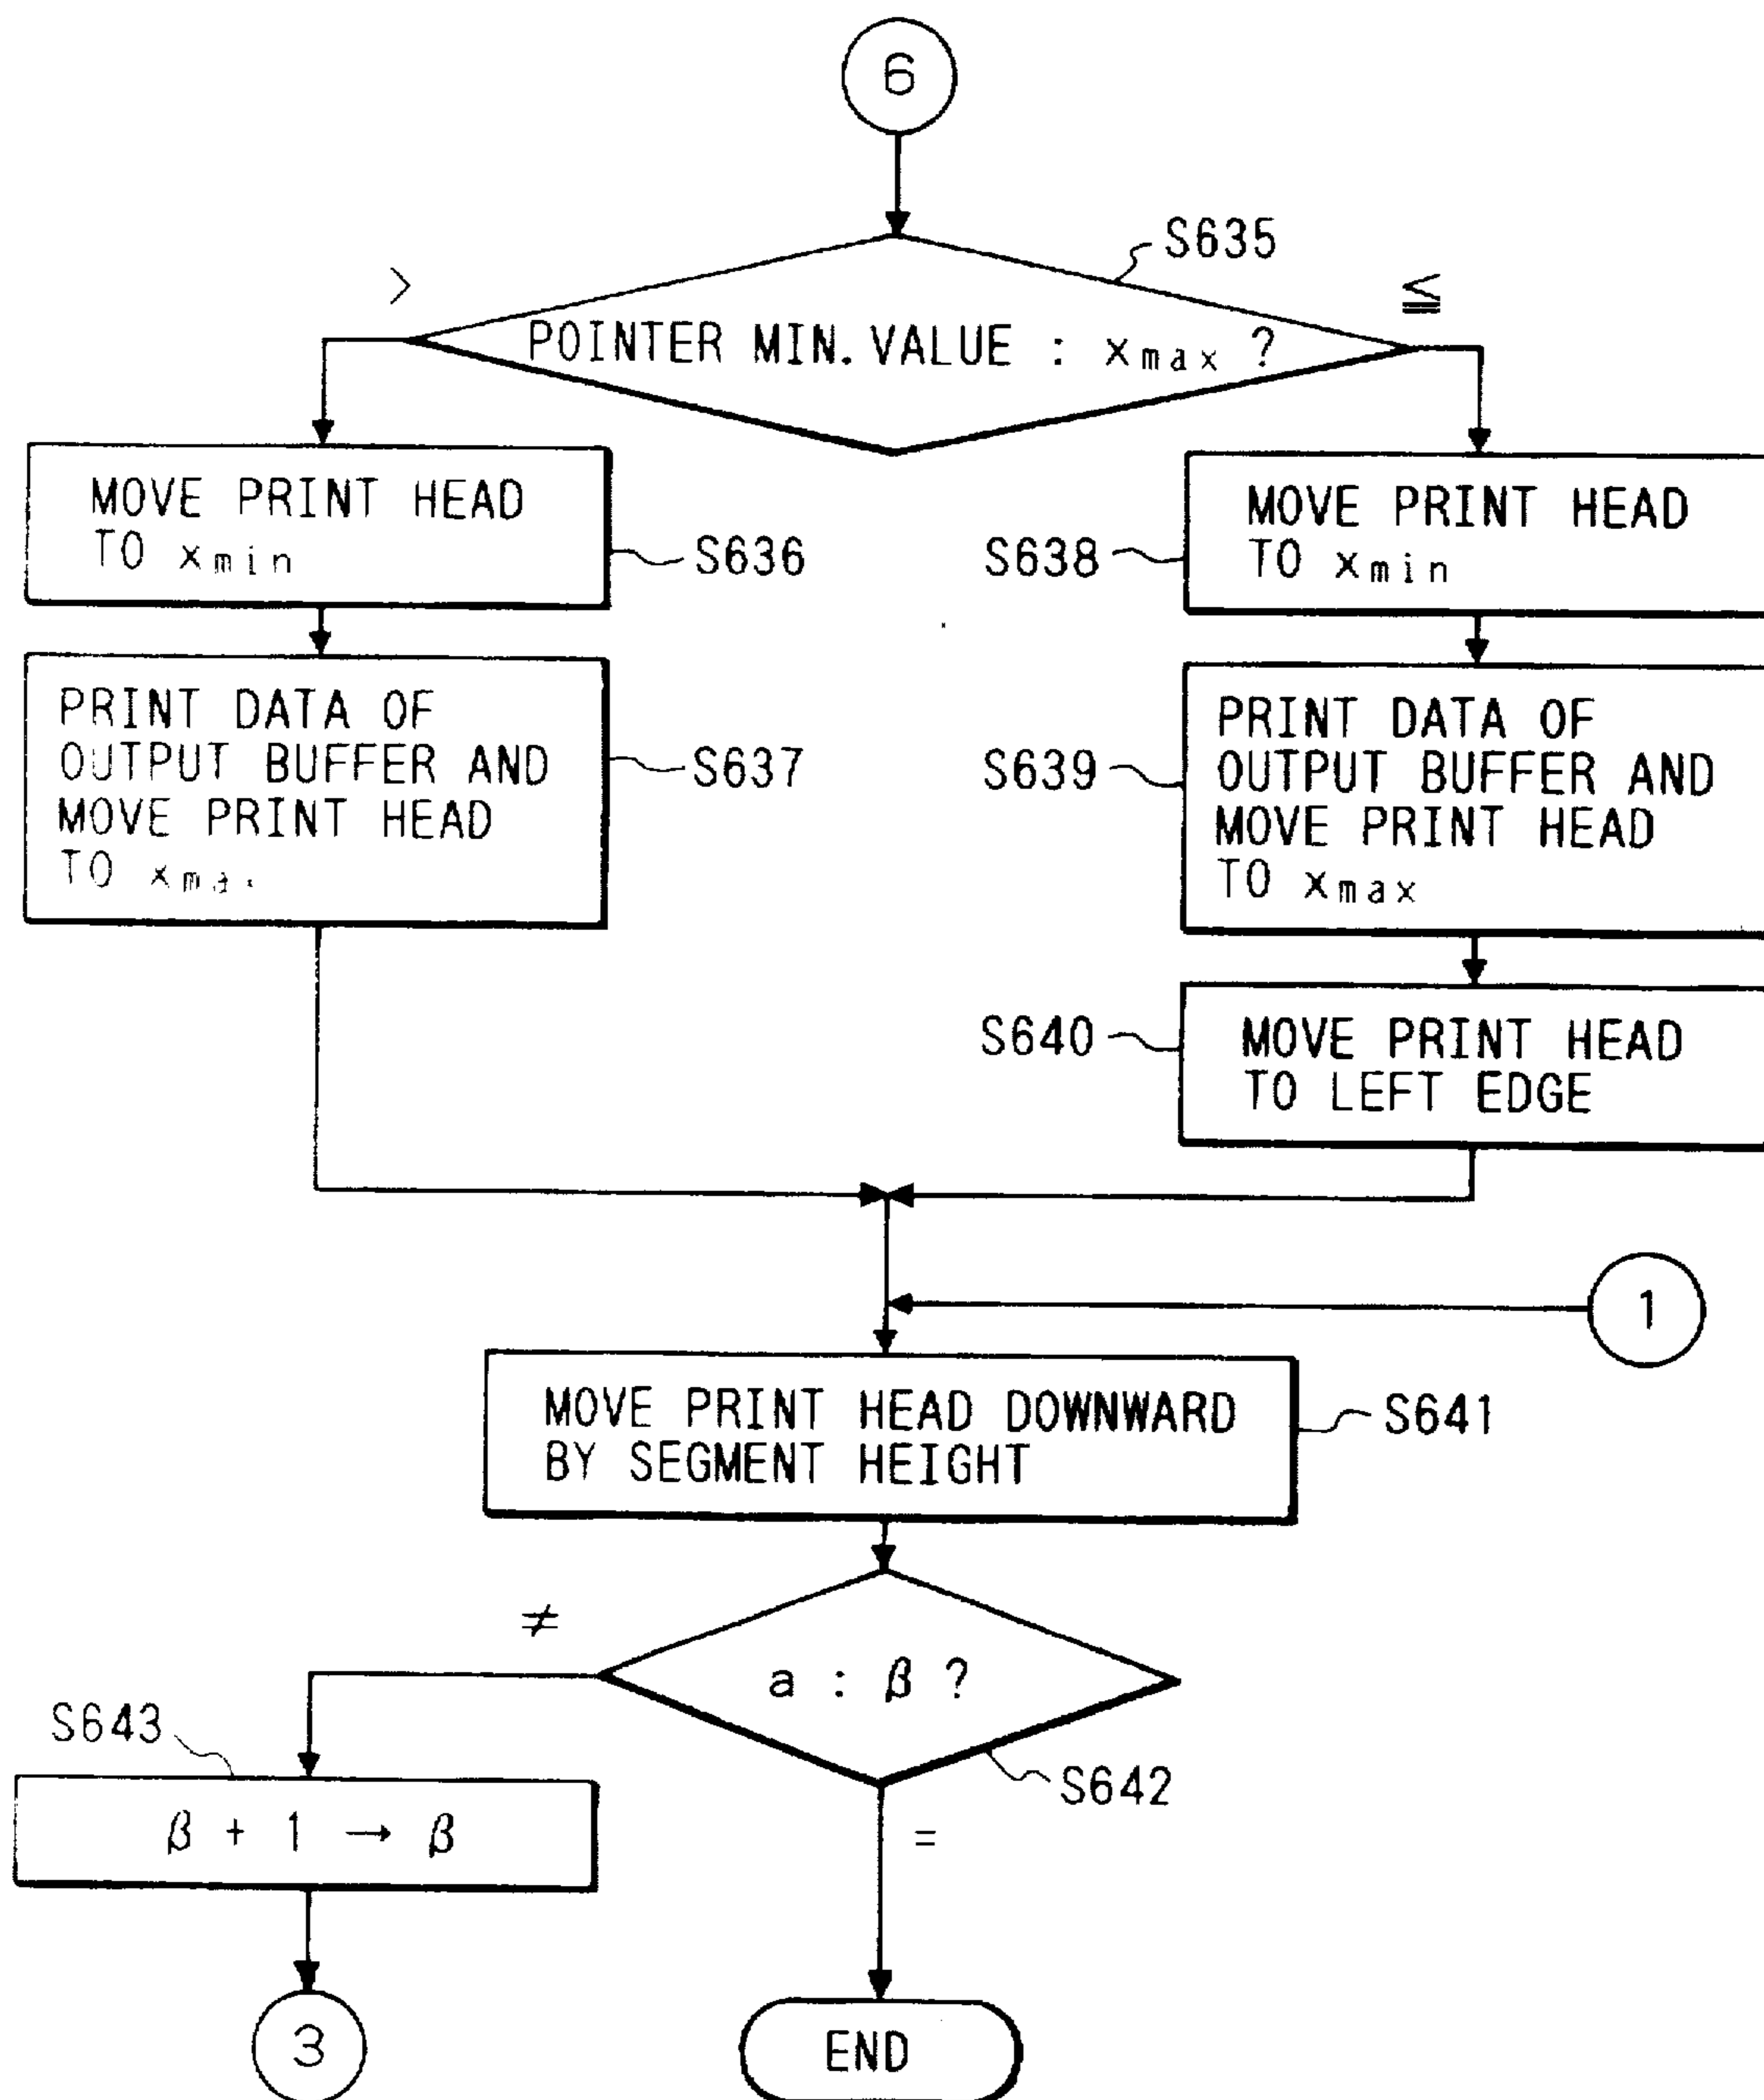 6
S635
>
≦
POINTER MIN. VALUE : xmax ?
MOVE PRINT HEAD
TO xmin
S636
S638
MOVE PRINT HEAD
TO xmin
PRINT DATA OF
OUTPUT BUFFER AND
MOVE PRINT HEAD
TO
S637
S639
PRINT DATA OF
OUTPUT BUFFER AND
MOVE PRINT HEAD
TO xmax
S640
MOVE PRINT HEAD
TO LEFT EDGE
1
MOVE PRINT HEAD DOWNWARD
BY SEGMENT HEIGHT
S641
≠
a : β ?
S643
S642
β + 1 → β
=
3
END